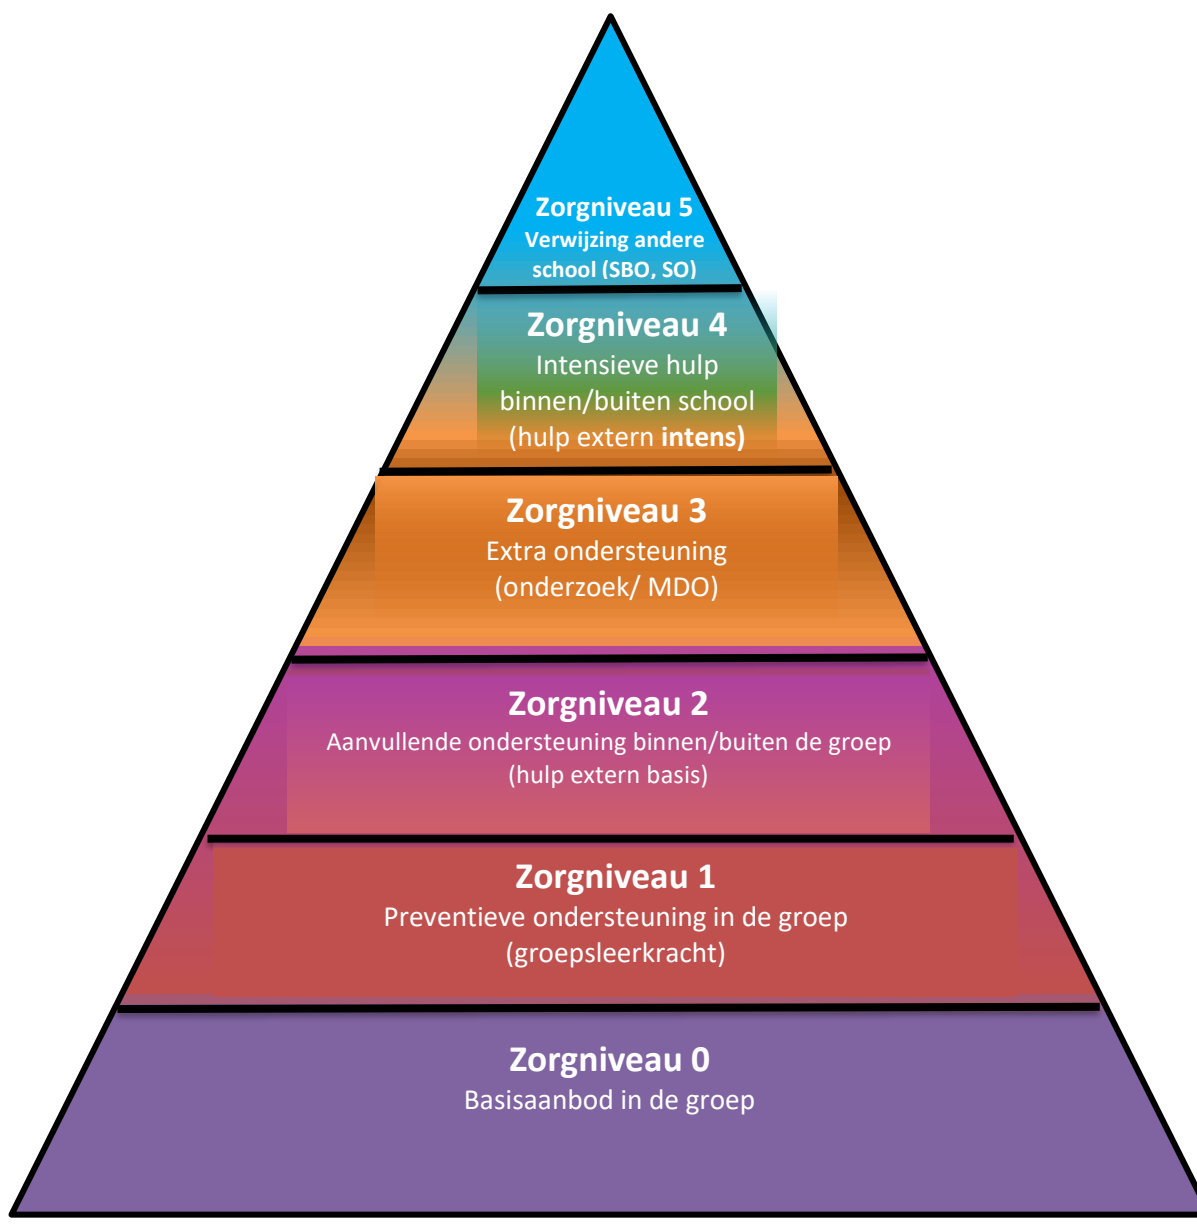 Zorgniveau 5
Verwijzing andere
school (SBO, SO)
Zorgniveau 4
Intensieve hulp
binnen/buiten school
(hulp extern intens)
Zorgniveau 3
Extra ondersteuning
(onderzoek/ MDO)
Zorgniveau 2
Aanvullende ondersteuning binnen/buiten de groep
(hulp extern basis)
Zorgniveau 1
Preventieve ondersteuning in de groep
(groepsleerkracht)
Zorgniveau 0
Basisaanbod in de groep